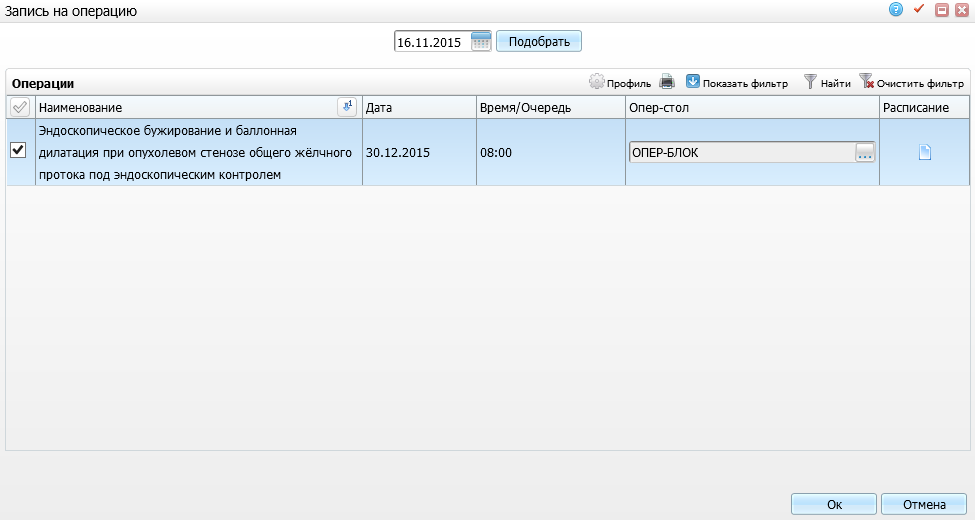 Запись на операцию
16.11.2015 Подобрать
Операции Профиль Показать фильтр Найти Очистить фильтр
Наименование Дата Время/Очередь Опер-стол Расписание
Эндоскопическое бужирование и баллонная
дилатация при опухолевом стенозе общего жёлчного 30.12.2015 08:00 ОПЕР-БЛОК ...
протока под эндоскопическим контролем
Ок Отмена